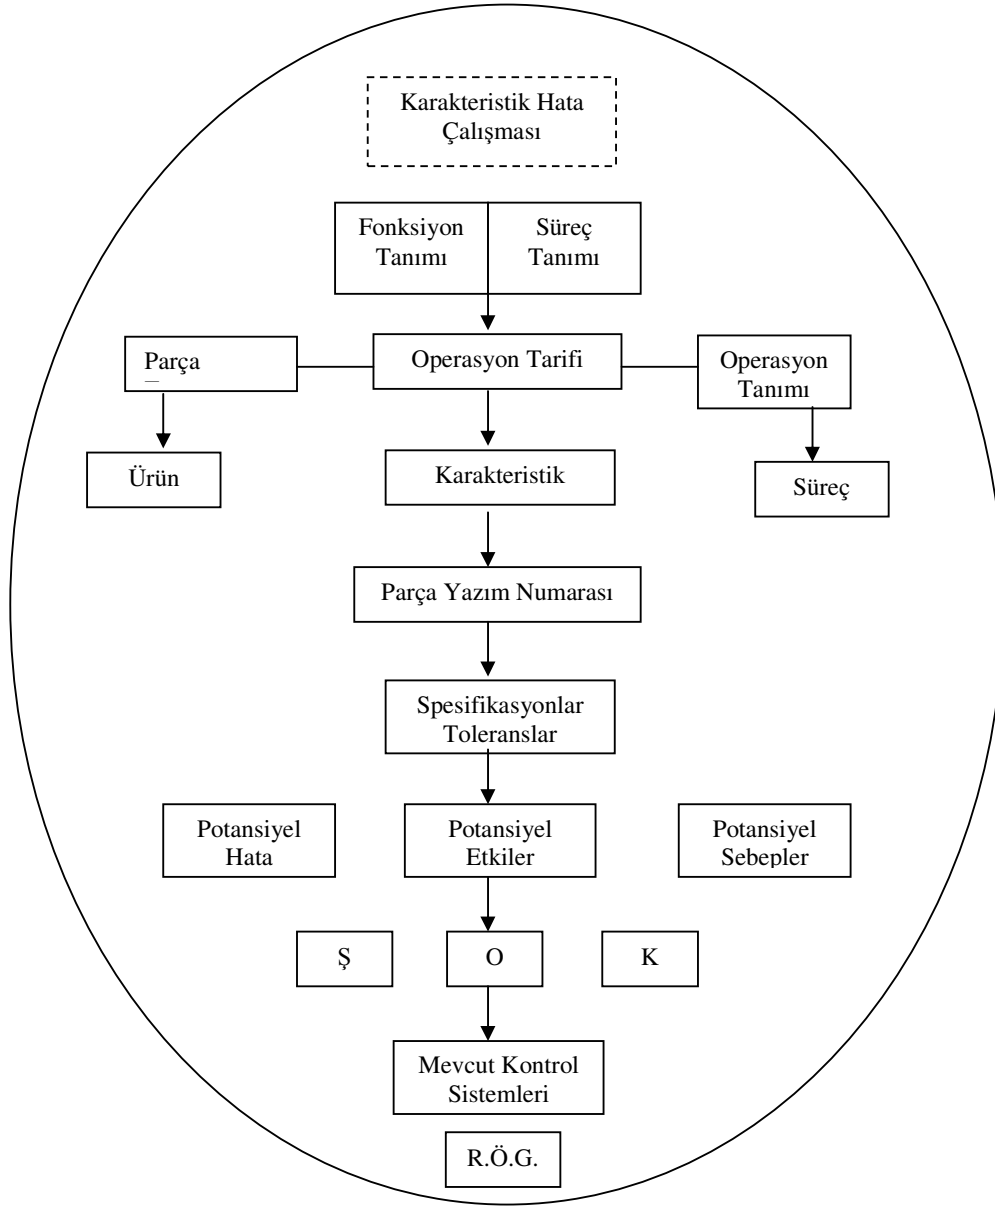 Karakteristik Hata
Çalışması
Fonksiyon
Tanımı
Süreç
Tanımı
Parça
Operasyon Tarifi
Operasyon
Tanımı
Ürün
Karakteristik
Süreç
Parça Yazım Numarası
Spesifikasyonlar
Toleranslar
Potansiyel
Hata
Potansiyel
Etkiler
Potansiyel
Sebepler
Ş
O
K
Mevcut Kontrol
Sistemleri
R.Ö.G.